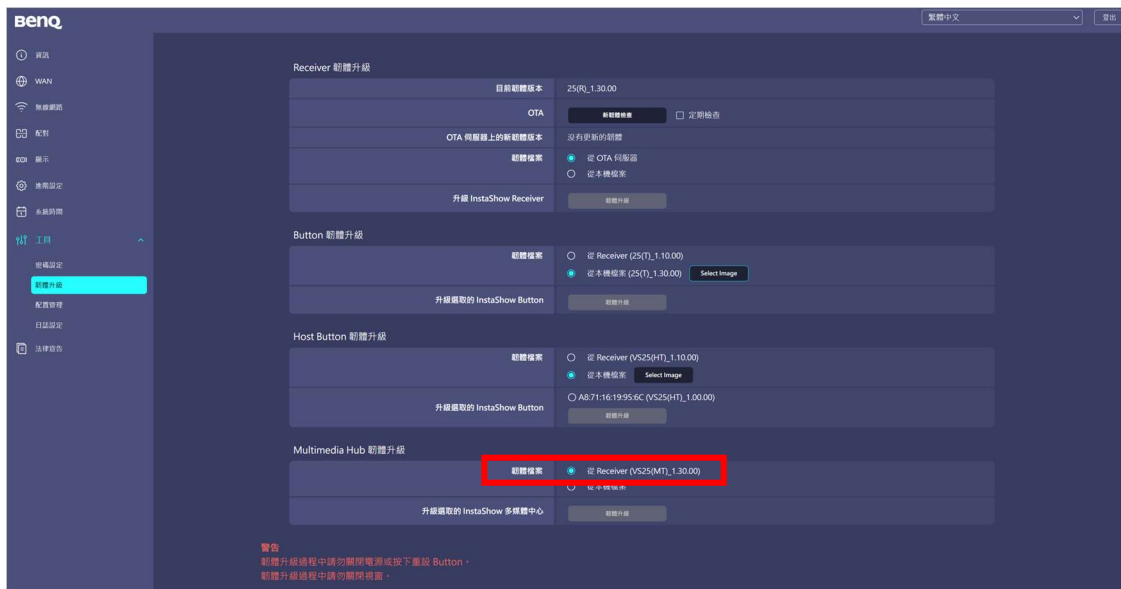 BenQ
繁體中文
登出
資訊
WAN
無線網路
配對
顯示
進階設定
系統時間
工具
密碼設定
韌體升級
配置管理
日誌設定
法律宣告
Receiver 韌體升級
目前韌體版本 25(R)_1.30.00
OTA 新韌體檢查 定期檢查
OTA 伺服器上的新韌體版本 沒有更新的韌體
韌體檔案 從 OTA 伺服器
從本機檔案
升級 InstaShow Receiver 韌體升級
Button 韌體升級
韌體檔案 從 Receiver (25(T)_1.10.00)
從本機檔案 (25(T)_1.30.00) Select Image
升級選取的 InstaShow Button 韌體升級
Host Button 韌體升級
韌體檔案 從 Receiver (VS25(HT)_1.10.00)
從本機檔案 Select Image
A8:71:16:19:95:6C (VS25(HT)_1.00.00)
升級選取的 InstaShow Button 韌體升級
Multimedia Hub 韌體升級
韌體檔案 從 Receiver (VS25(MT)_1.30.00)
從本機檔案
升級選取的 InstaShow 多媒體中心 韌體升級
警告
韌體升級過程中請勿關閉電源或按下重設 Button。
韌體升級過程中請勿關閉視窗。